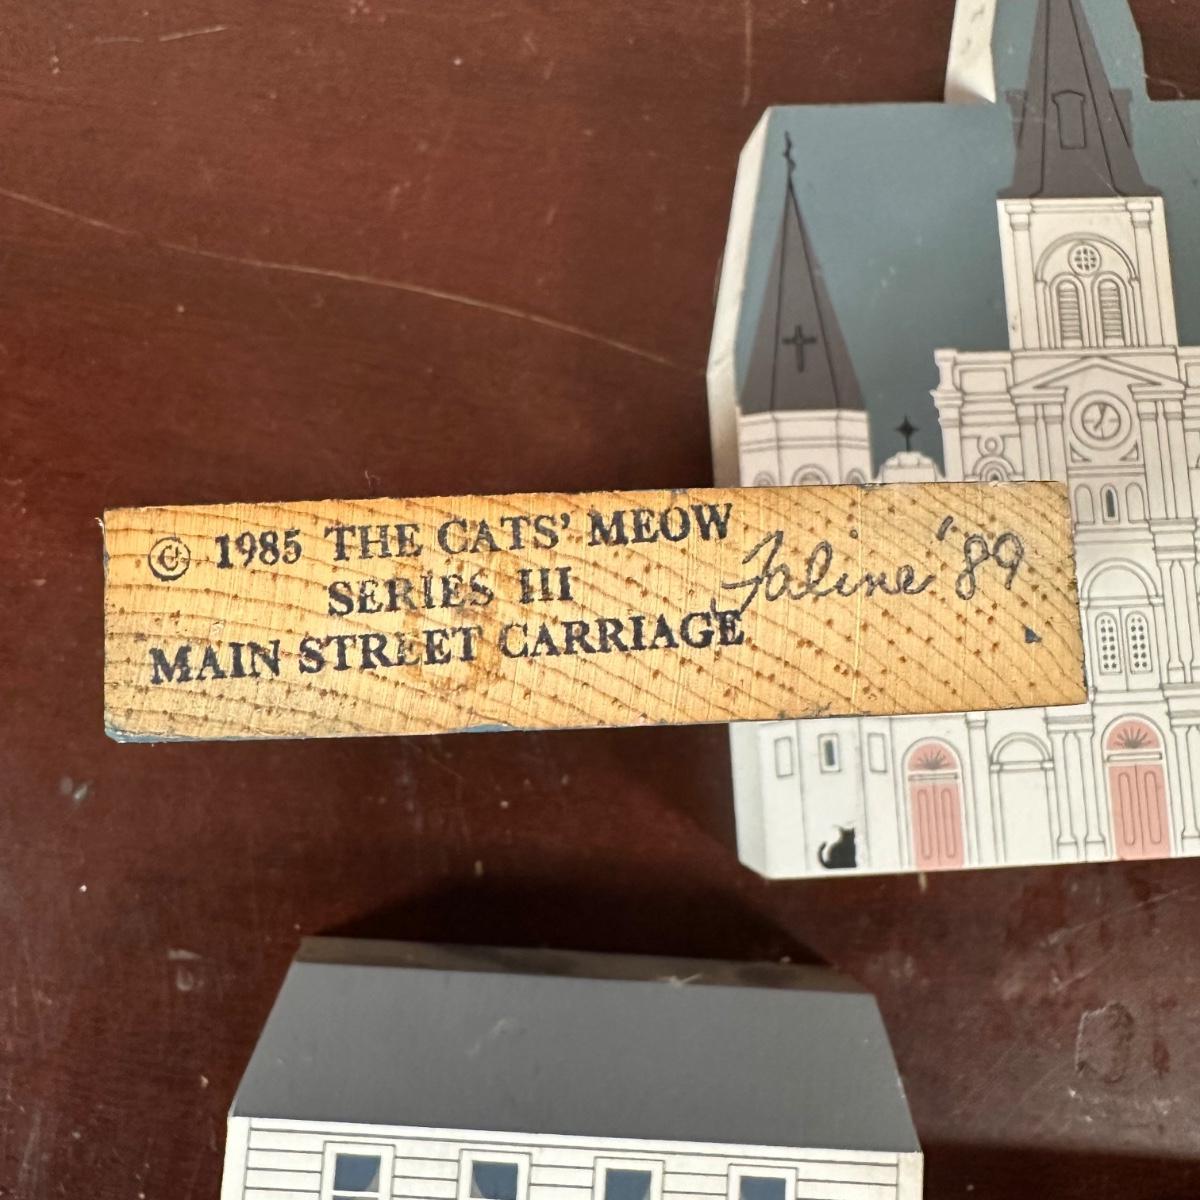 © 1985 THE CATS' MEOW
SERIES III
MAIN STREET CARRIAGE
Faline '89